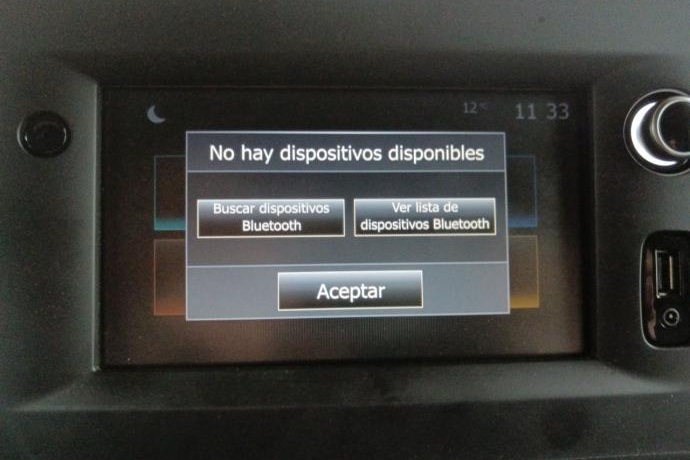 12°C 11 33
No hay dispositivos disponibles
Buscar dispositivos
Bluetooth
Ver lista de
dispositivos Bluetooth
Aceptar